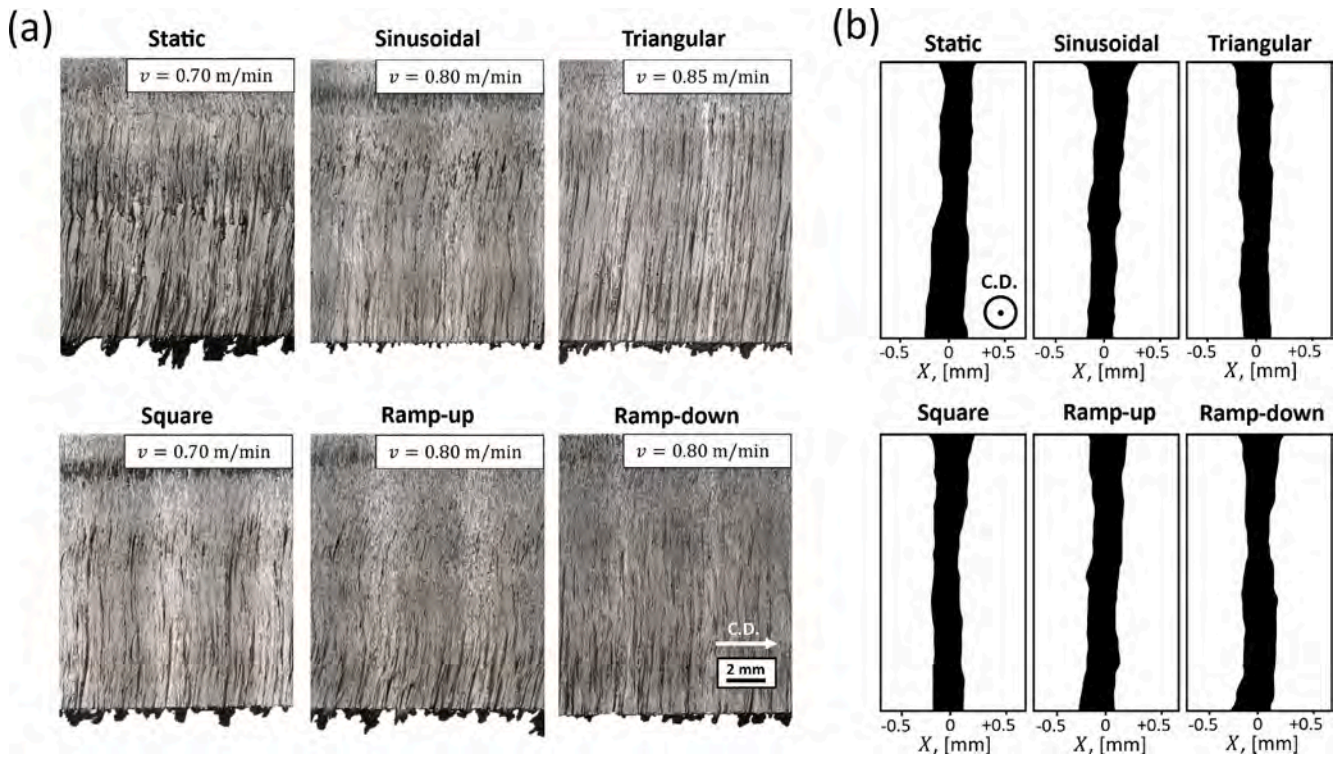 (a)
Static
Sinusoidal
Triangular
v = 0.70 m/min
v = 0.80 m/min
v = 0.85 m/min
Square
Ramp-up
Ramp-down
v = 0.70 m/min
v = 0.80 m/min
v = 0.80 m/min
C.D.
2 mm
(b)
Static
Sinusoidal
Triangular
C.D.
-0.5 0 +0.5
X, [mm]
-0.5 0 +0.5
X, [mm]
-0.5 0 +0.5
X, [mm]
Square
Ramp-up
Ramp-down
-0.5 0 +0.5
X, [mm]
-0.5 0 +0.5
X, [mm]
-0.5 0 +0.5
X, [mm]